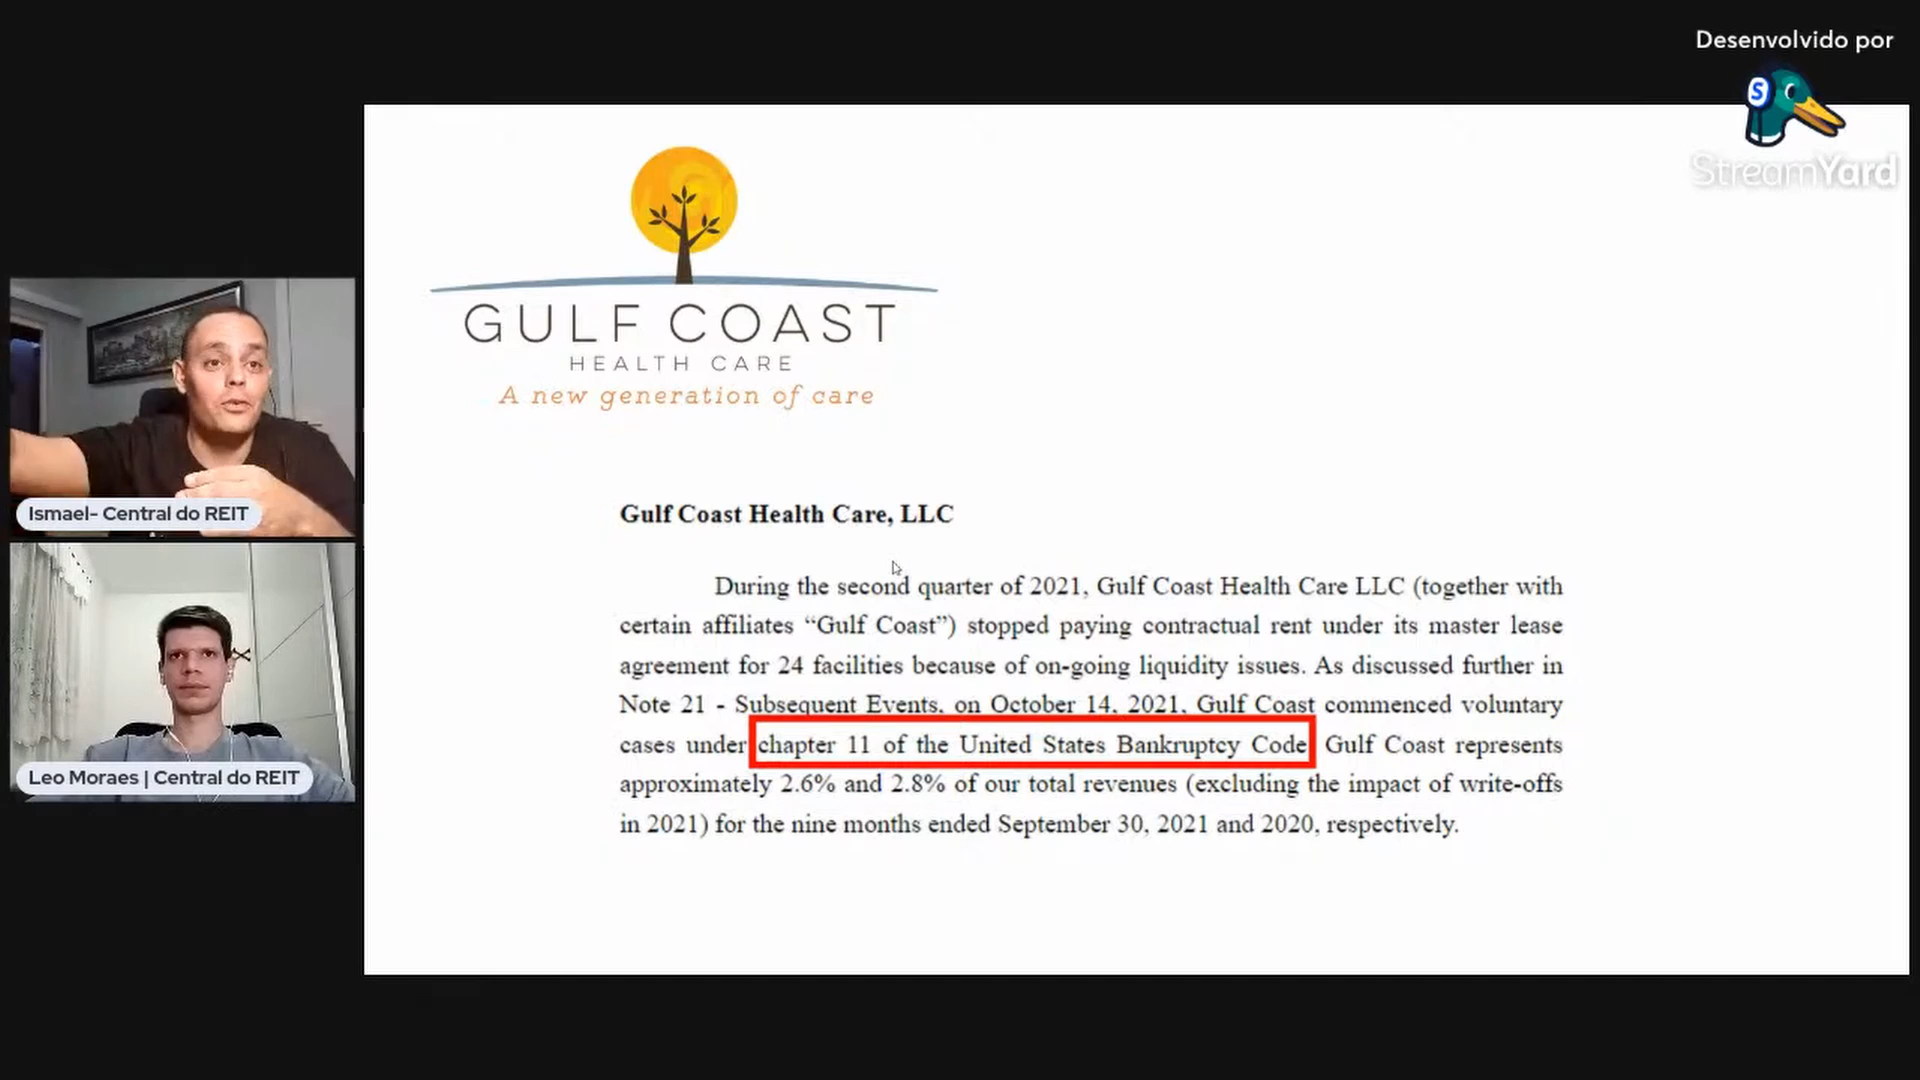 Desenvolvido por
S
StreamYard
GULF COAST
HEALTH CARE
A new generation of care
Gulf Coast Health Care, LLC
During the second quarter of 2021, Gulf Coast Health Care LLC (together with
certain affiliates “Gulf Coast”) stopped paying contractual rent under its master lease
agreement for 24 facilities because of on-going liquidity issues. As discussed further in
Note 21 - Subsequent Events, on October 14, 2021, Gulf Coast commenced voluntary
cases under chapter 11 of the United States Bankruptcy Code Gulf Coast represents
approximately 2.6% and 2.8% of our total revenues (excluding the impact of write-offs
in 2021) for the nine months ended September 30, 2021 and 2020, respectively.
Ismael- Central do REIT
Leo Moraes | Central do REIT